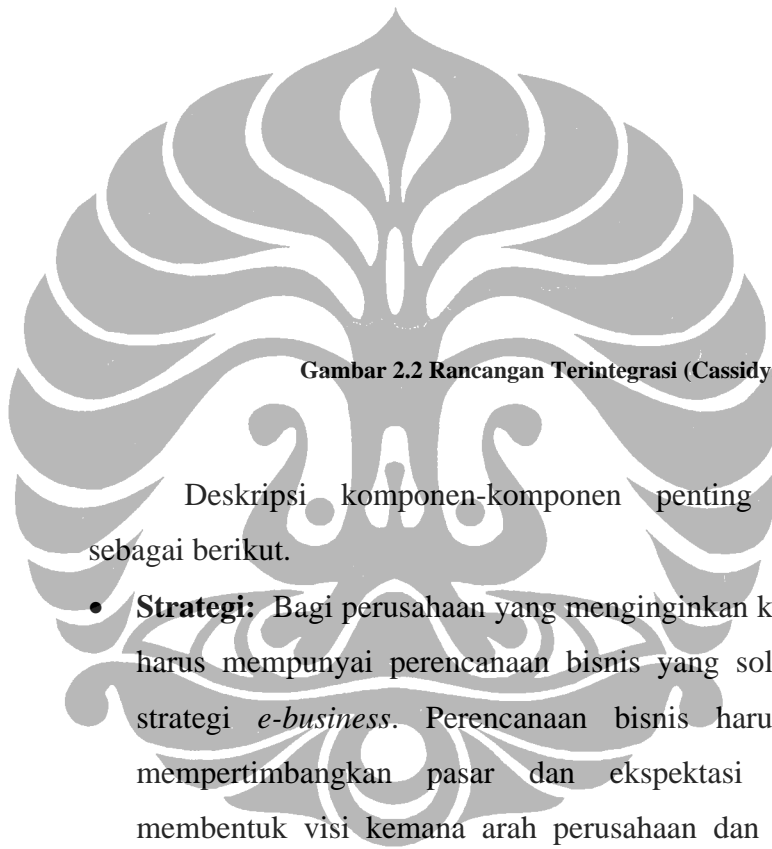 Gambar 2.2 Rancangan Terintegrasi (Cassidy
Deskripsi komponen-komponen penting
sebagai berikut.
• Strategi: Bagi perusahaan yang menginginkan k
harus mempunyai perencanaan bisnis yang sol
strategi e-business. Perencanaan bisnis haru
mempertimbangkan pasar dan ekspektasi
membentuk visi kemana arah perusahaan dan